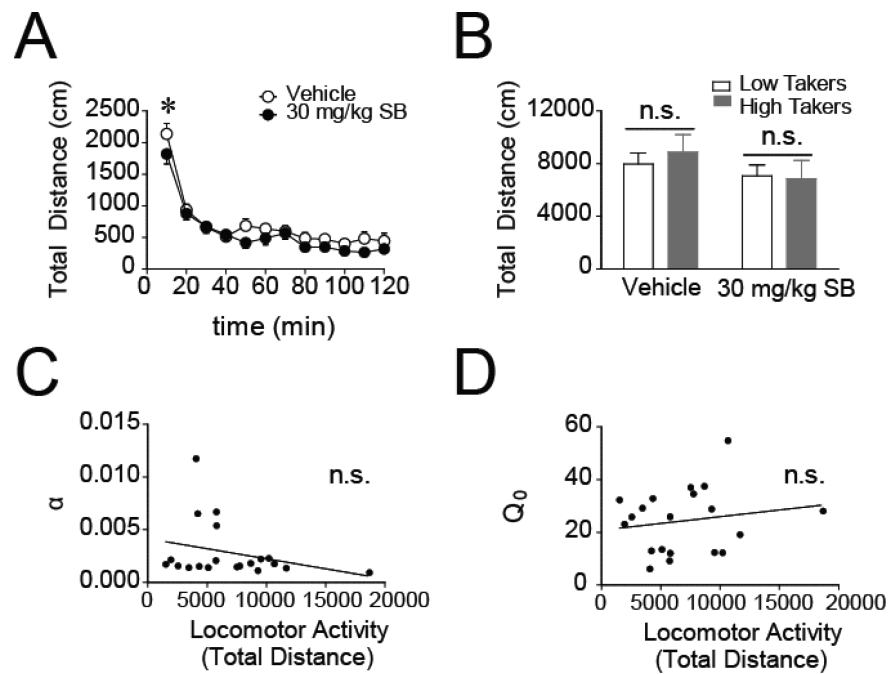 A
Vehicle
30 mg/kg SB
*
Total Distance (cm)
2500
2000
1500
1000
500
0
0 20 40 60 80 100 120
time (min)
B
Low Takers
High Takers
Total Distance (cm)
12000
8000
4000
0
n.s.
n.s.
Vehicle 30 mg/kg SB
C
α
0.015
0.010
0.005
0.000
n.s.
0 5000 10000 15000 20000
Locomotor Activity
(Total Distance)
D
Q0
60
40
20
0
n.s.
0 5000 10000 15000 20000
Locomotor Activity
(Total Distance)